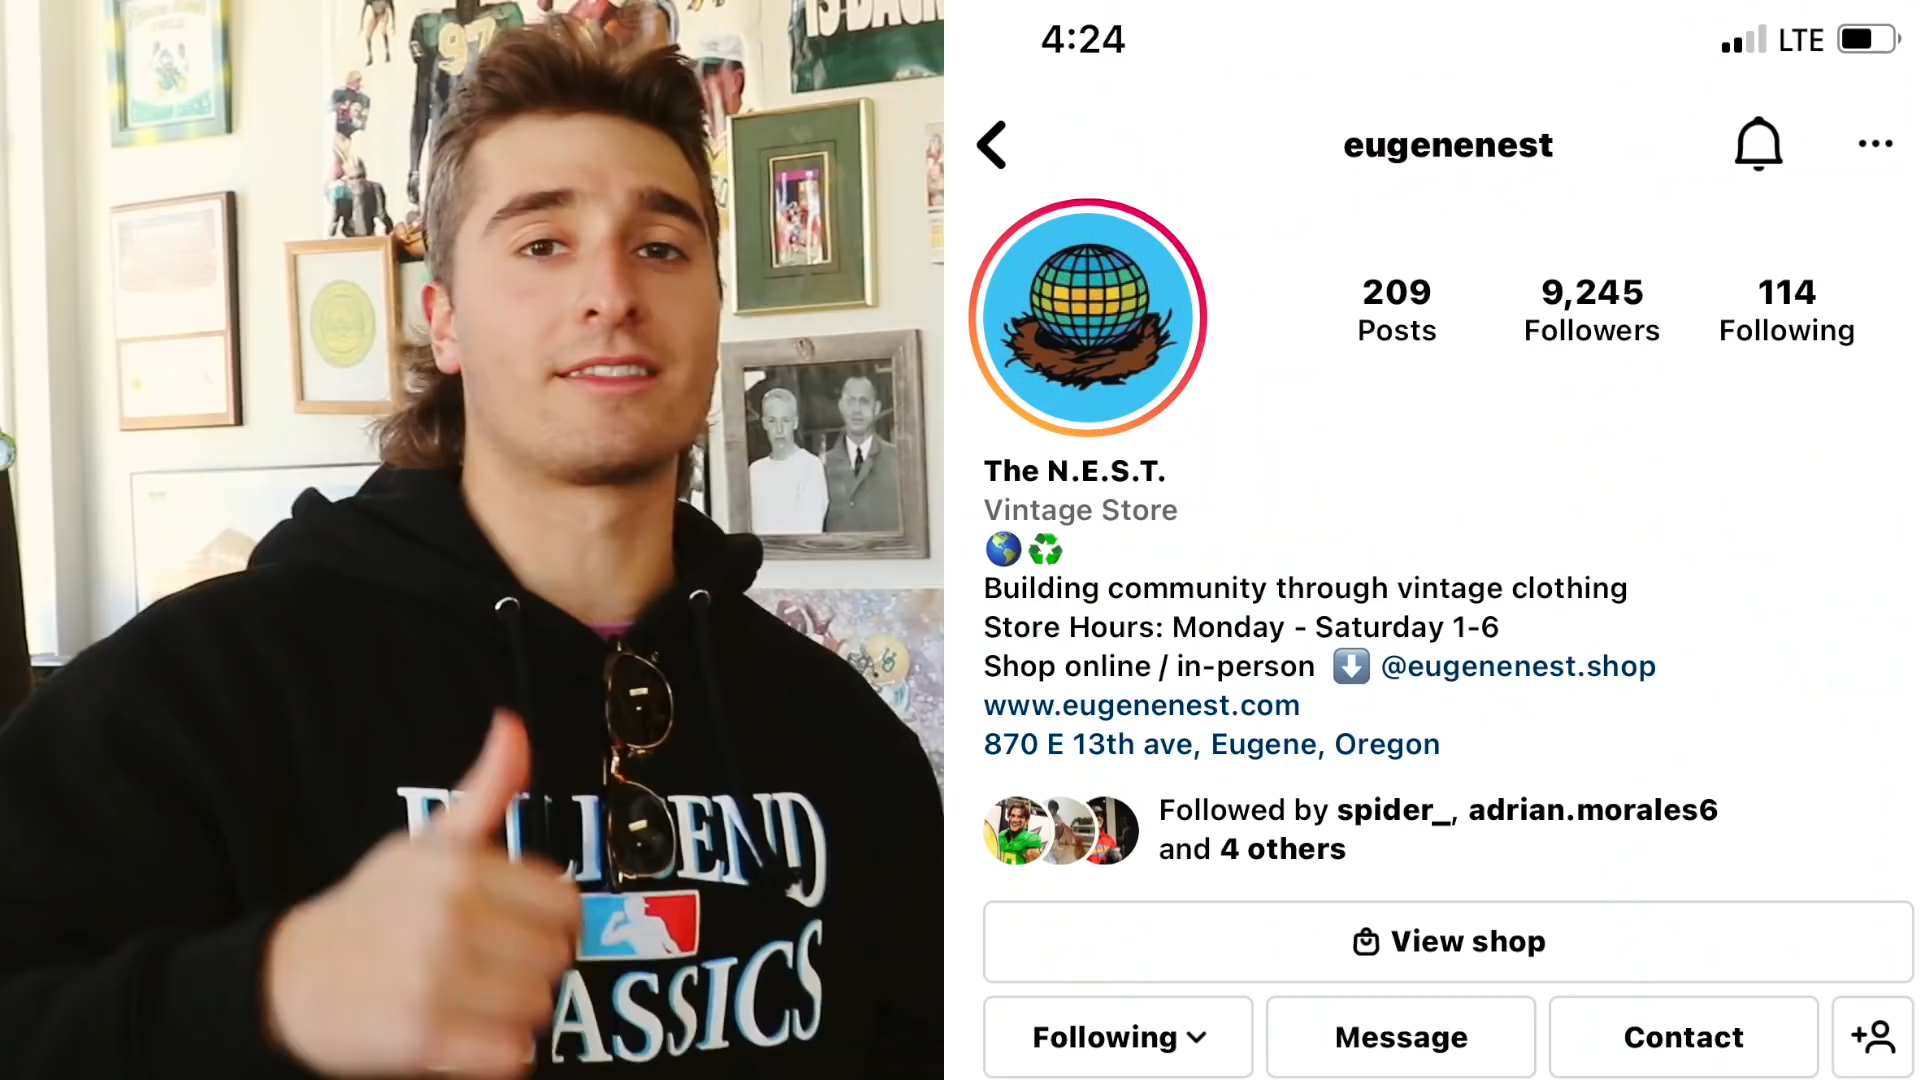 97
4:24
LTE
eugenenest
209
Posts
9,245
Followers
114
Following
The N.E.S.T.
Vintage Store
Building community through vintage clothing
Store Hours: Monday - Saturday 1-6
Shop online / in-person @eugenenest.shop
www.eugenenest.com
870 E 13th ave, Eugene, Oregon
Followed by spider_, adrian.morales6
and 4 others
View shop
Following
Message
Contact